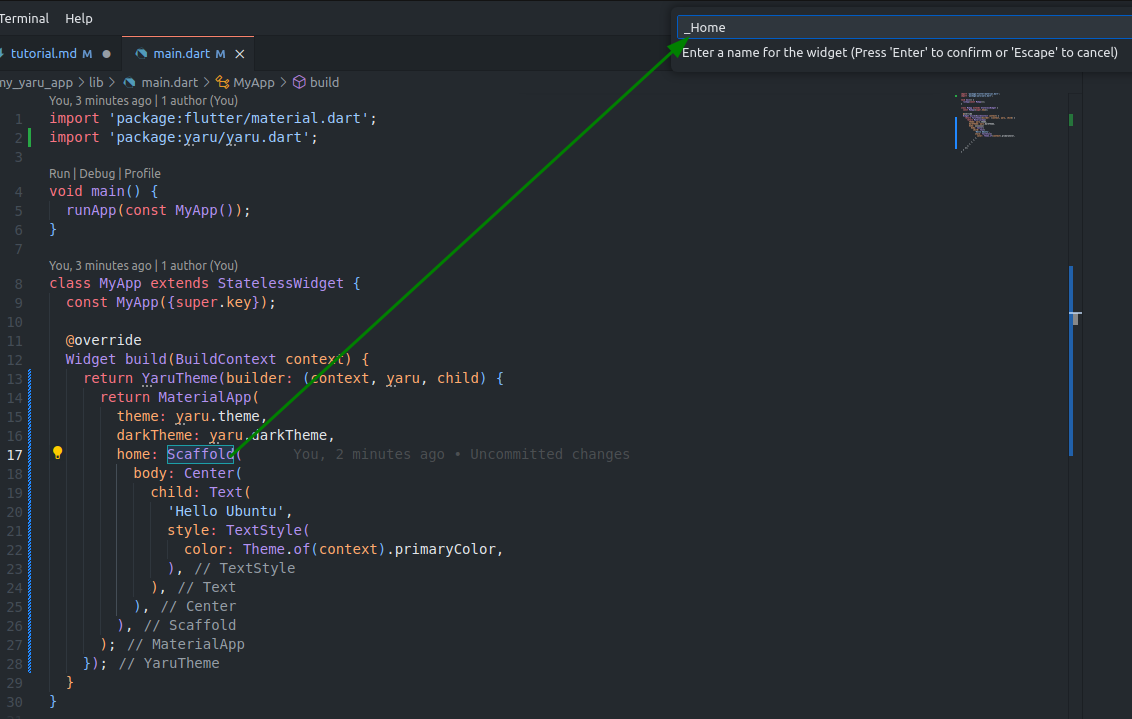 Terminal Help
_Home
Enter a name for the widget (Press 'Enter' to confirm or 'Escape' to cancel)
tutorial.md M ●
main.dart M ×
my_yaru_app > lib > main.dart > MyApp > build
You, 3 minutes ago | 1 author (You)
1 import 'package:flutter/material.dart';
2 import 'package:yaru/yaru.dart';
3
Run | Debug | Profile
4 void main() {
5 runApp(const MyApp());
6 }
7
You, 3 minutes ago | 1 author (You)
8 class MyApp extends StatelessWidget {
9 const MyApp({super.key});
10
11 @override
12 Widget build(BuildContext context) {
13 return YaruTheme(builder: (context, yaru, child) {
14 return MaterialApp(
15 theme: yaru.theme,
16 darkTheme: yaru.darkTheme,
17 home: Scaffold( You, 2 minutes ago • Uncommitted changes
18 body: Center(
19 child: Text(
20 'Hello Ubuntu',
21 style: TextStyle(
22 color: Theme.of(context).primaryColor,
23 ), // TextStyle
24 ), // Text
25 ), // Center
26 ), // Scaffold
27 ); // MaterialApp
28 }); // YaruTheme
29 }
30 }